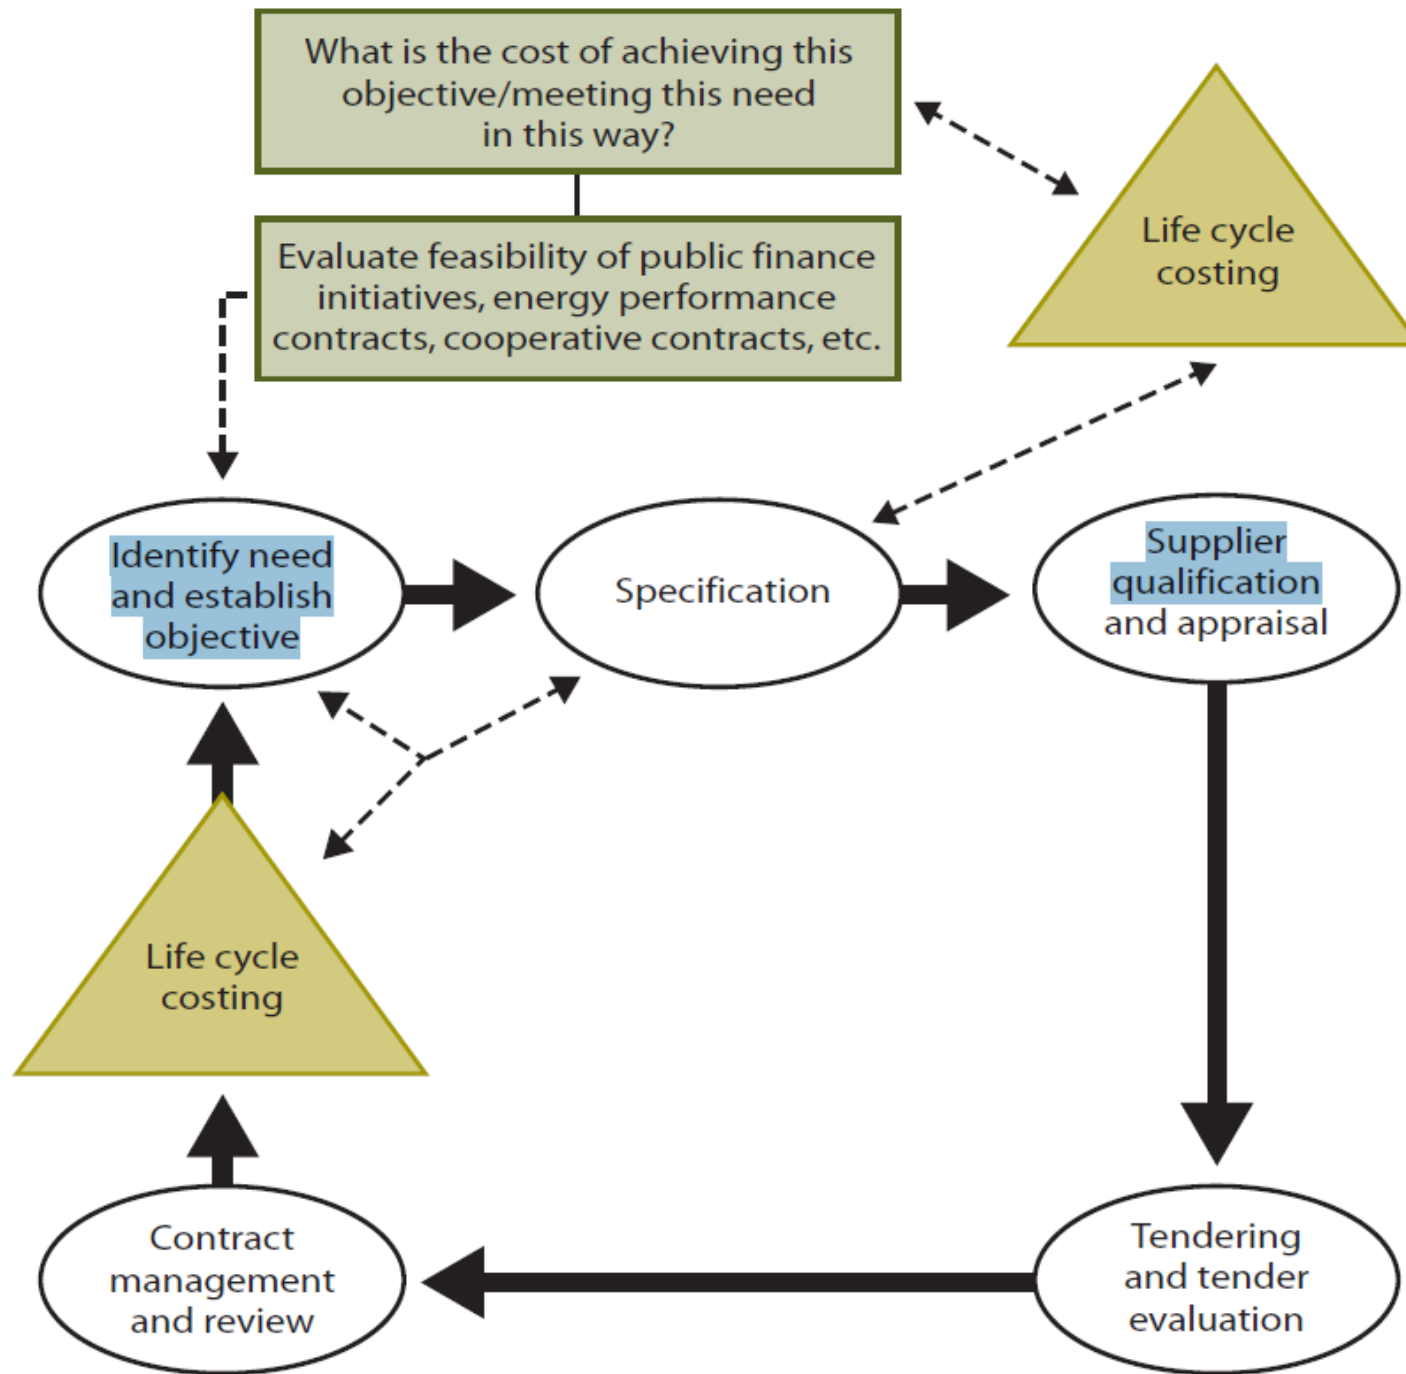 What is the cost of achieving this
objective/meeting this need
in this way?
Life cycle
costing
Evaluate feasibility of public finance
initiatives, energy performance
contracts, cooperative contracts, etc.
Identify need
and establish
objective
Specification
Supplier
qualification
and appraisal
Life cycle
costing
Contract
management
and review
Tendering
and tender
evaluation